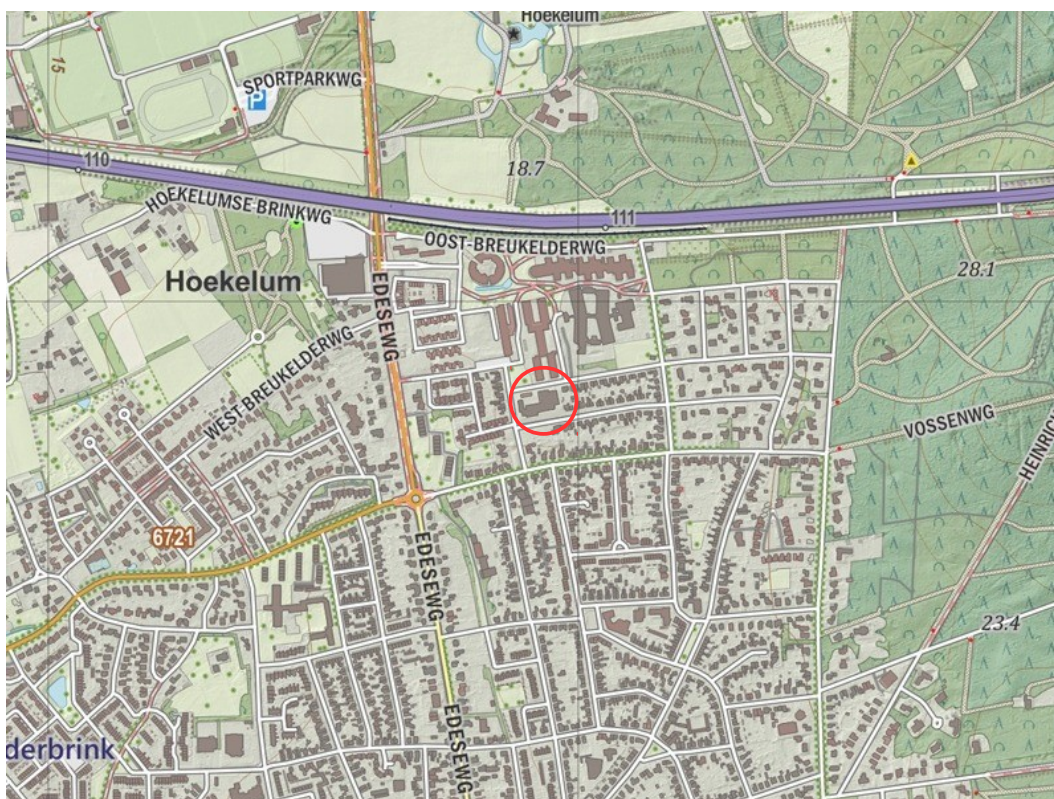 Hoekelum
15
SPORTPARKWG
P
110
18.7
HOEKELUMSE BRINKWG
111
OOST-BREUKELDERWG
Hoekelum
28.1
EDESEWG
WEST-BREUKELDERWG
VOSSENWG
HEINRIC
6721
EDESEWG
23.4
EDESEWG
derbrink